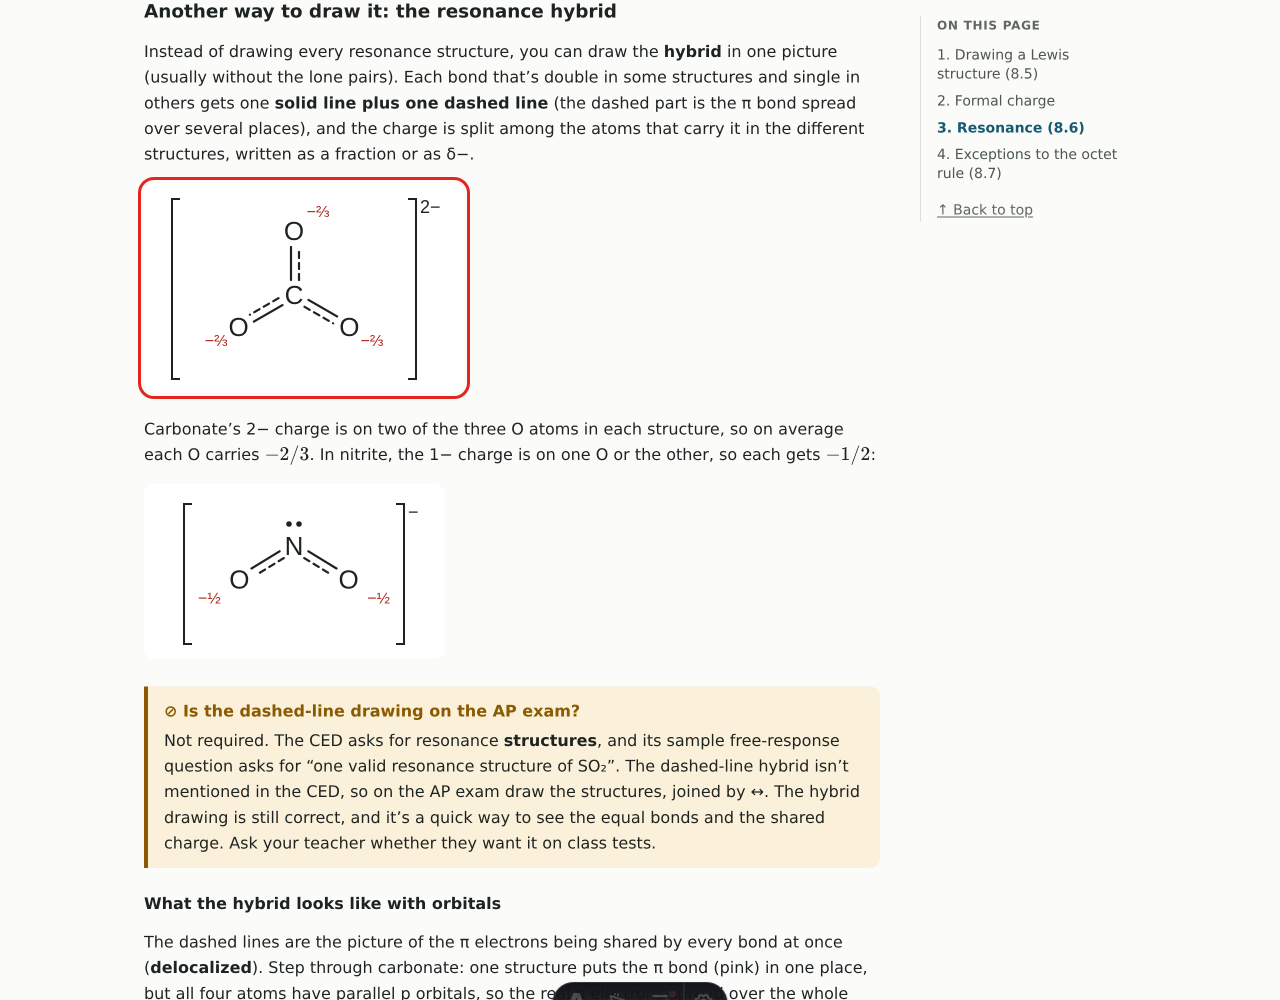 Another way to draw it: the resonance hybrid
Instead of drawing every resonance structure, you can draw the hybrid in one picture
(usually without the lone pairs). Each bond that’s double in some structures and single in
others gets one solid line plus one dashed line (the dashed part is the π bond spread
over several places), and the charge is split among the atoms that carry it in the different
structures, written as a fraction or as δ−.
2−
−⅔
O
C
O
O
−⅔
−⅔
Carbonate’s 2− charge is on two of the three O atoms in each structure, so on average
each O carries −2/3. In nitrite, the 1− charge is on one O or the other, so each gets −1/2:
−
N
O
O
−½
−½
⊘ Is the dashed-line drawing on the AP exam?
Not required. The CED asks for resonance structures, and its sample free-response
question asks for “one valid resonance structure of SO₂”. The dashed-line hybrid isn’t
mentioned in the CED, so on the AP exam draw the structures, joined by ↔. The hybrid
drawing is still correct, and it’s a quick way to see the equal bonds and the shared
charge. Ask your teacher whether they want it on class tests.
What the hybrid looks like with orbitals
The dashed lines are the picture of the π electrons being shared by every bond at once
(delocalized). Step through carbonate: one structure puts the π bond (pink) in one place,
but all four atoms have parallel p orbitals, so the over the whole
ON THIS PAGE
1. Drawing a Lewis
structure (8.5)
2. Formal charge
3. Resonance (8.6)
4. Exceptions to the octet
rule (8.7)
↑ Back to top